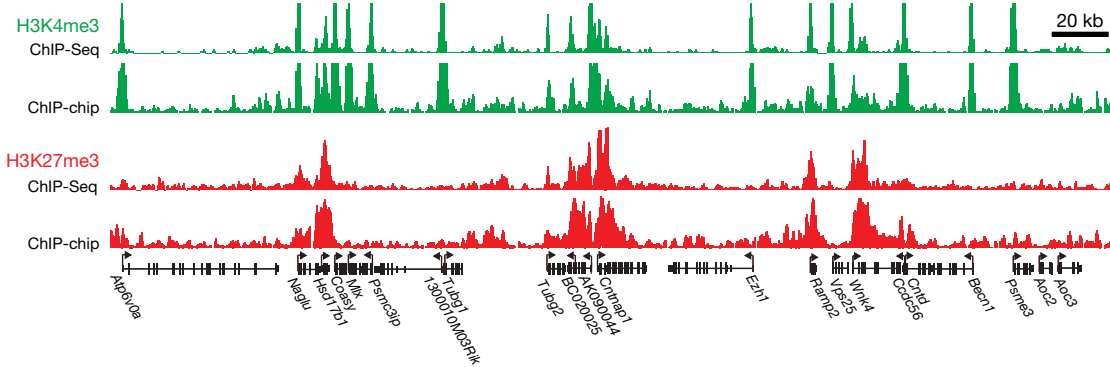 H3K4me3
20 kb
ChIP-Seq
ChIP-chip
H3K27me3
ChIP-Seq
ChIP-chip
Atp6v0a
Naglu
Hsd17b1
Coasy
Mlx
Psmc3ip
1300010M03Rik
Tubg1
Tubg2
BC020025
AK090044
Cntnap1
Ezh1
Ramp2
Vps25
Wnk4
Ccdc56
Cntd
Becn1
Psme3
Aoc2
Aoc3